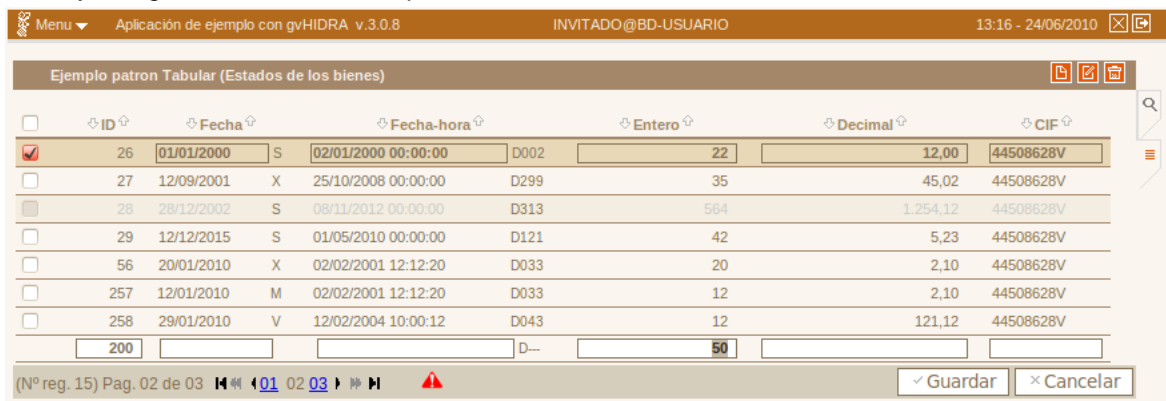 Menu Aplicación de ejemplo con gvHIDRA v.3.0.8 INVITADO@BD-USUARIO 13:16 - 24/06/2010
Ejemplo patron Tabular (Estados de los bienes)
ID Fecha Fecha-hora Entero Decimal CIF
26 01/01/2000 S 02/01/2000 00:00:00 D002 22 12,00 44508628V
27 12/09/2001 X 25/10/2008 00:00:00 D299 35 45,02 44508628V
28 28/12/2002 S 08/11/2012 00:00:00 D313 564 1.254,12 44508628V
29 12/12/2015 S 01/05/2010 00:00:00 D121 42 5,23 44508628V
56 20/01/2010 X 02/02/2001 12:12:20 D033 20 2,10 44508628V
257 12/01/2010 M 02/02/2001 12:12:20 D033 12 2,10 44508628V
258 29/01/2010 V 12/02/2004 10:00:12 D043 12 121,12 44508628V
200 D--- 50
(Nº reg. 15) Pag. 02 de 03 01 02 03 Guardar Cancelar